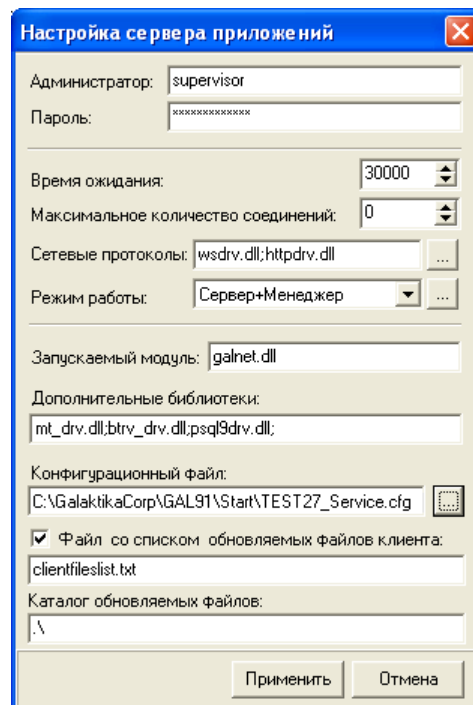 Настройка сервера приложений
Администратор: supervisor
Пароль: *************
Время ожидания: 30000
Максимальное количество соединений: 0
Сетевые протоколы: wsdrv.dll;httpdrv.dll ...
Режим работы: Сервер+Менеджер ...
Запускаемый модуль: galnet.dll
Дополнительные библиотеки:
mt_drv.dll;btrv_drv.dll;psql9drv.dll;
Конфигурационный файл:
C:\GalaktikaCorp\GAL91\Start\TEST27_Service.cfg ...
Файл со списком обновляемых файлов клиента:
clientfileslist.txt
Каталог обновляемых файлов:
.\
Применить Отмена